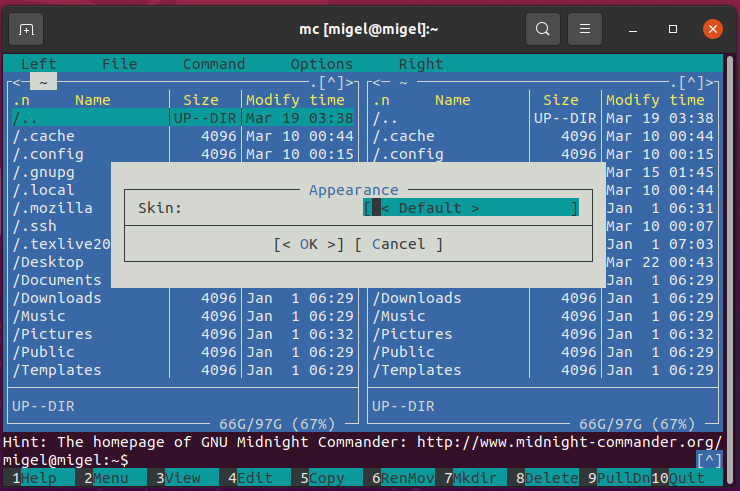 mc [migel@migel]:~
Left File Command Options Right
<— ~ .[^]> <— ~ .[^]>
.n Name Size Modify time .n Name Size Modify time
/.. UP--DIR Mar 19 03:38 /.. UP--DIR Mar 19 03:38
/.cache 4096 Mar 10 00:44 /.cache 4096 Mar 10 00:44
/.config 4096 Mar 10 00:15 /.config 4096 Mar 10 00:15
/.gnupg Mar 15 01:45
/.local Appearance Mar 10 00:44
/.mozilla Skin: [ < Default > ] Jan 1 06:31
/.ssh Mar 10 00:07
/.texlive20 [< OK >] [ Cancel ] Jan 1 07:03
/Desktop Mar 22 00:43
/Documents Jan 1 06:29
/Downloads 4096 Jan 1 06:29 /Downloads 4096 Jan 1 06:29
/Music 4096 Jan 1 06:29 /Music 4096 Jan 1 06:29
/Pictures 4096 Jan 1 06:32 /Pictures 4096 Jan 1 06:32
/Public 4096 Jan 1 06:29 /Public 4096 Jan 1 06:29
/Templates 4096 Jan 1 06:29 /Templates 4096 Jan 1 06:29
UP--DIR UP--DIR
66G/97G (67%) 66G/97G (67%)
Hint: The homepage of GNU Midnight Commander: http://www.midnight-commander.org/
migel@migel:~$ [^]
1Help 2Menu 3View 4Edit 5Copy 6RenMov 7Mkdir 8Delete 9PullDn 10Quit